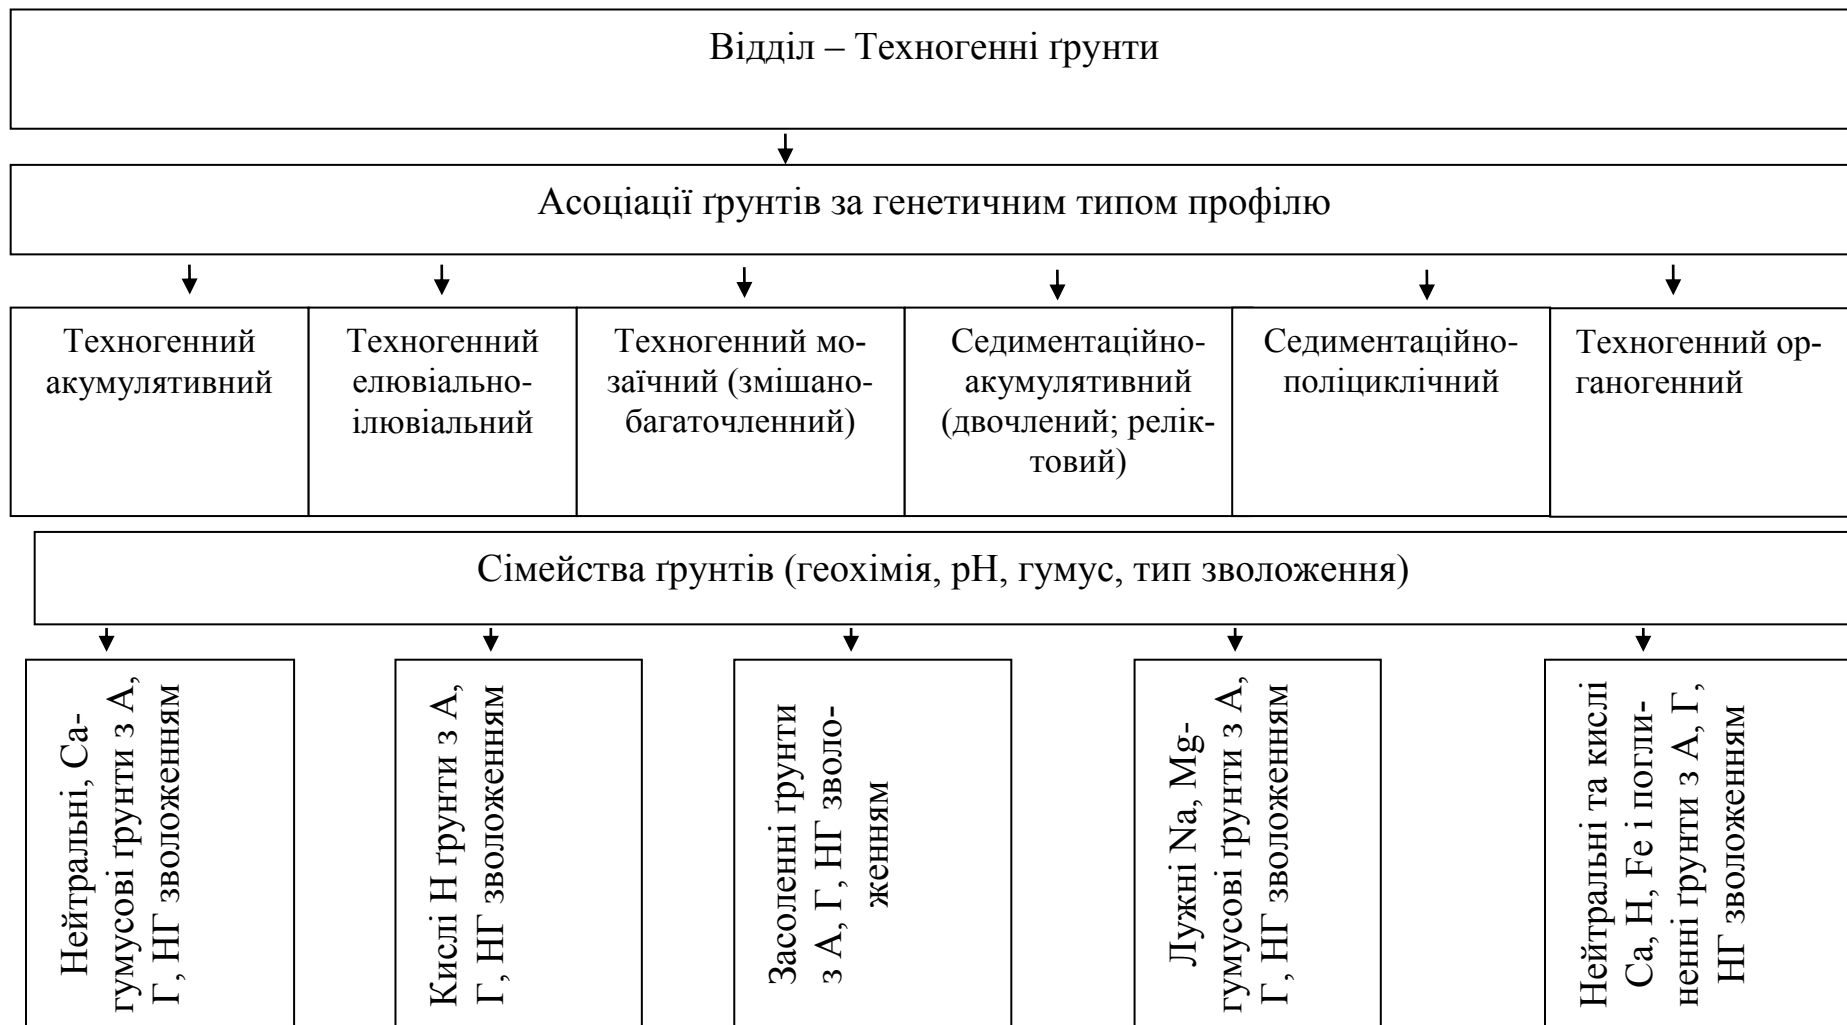 Відділ – Техногенні ґрунти
Асоціації ґрунтів за генетичним типом профілю
Техногенний
акумулятивний
Техногенний
елювіально-
ілювіальний
Техногенний мо-
заїчний (змішано-
багаточленний)
Седиментаційно-
акумулятивний
(двочлений; релік-
товий)
Седиментаційно-
поліциклічний
Техногенний ор-
ганогенний
Сімейства ґрунтів (геохімія, рН, гумус, тип зволоження)
Нейтральні, Са-
гумусові ґрунти з А,
Г, НГ зволоженням
Кислі Н ґрунти з А,
Г, НГ зволоженням
Засоленні ґрунти
з А, Г, НГ зволо-
женням
Лужні Na, Mg-
гумусові ґрунти з А,
Г, НГ зволоженням
Нейтральні та кислі
Са, Н, Fe і погли-
ненні ґрунти з А, Г,
НГ зволоженням